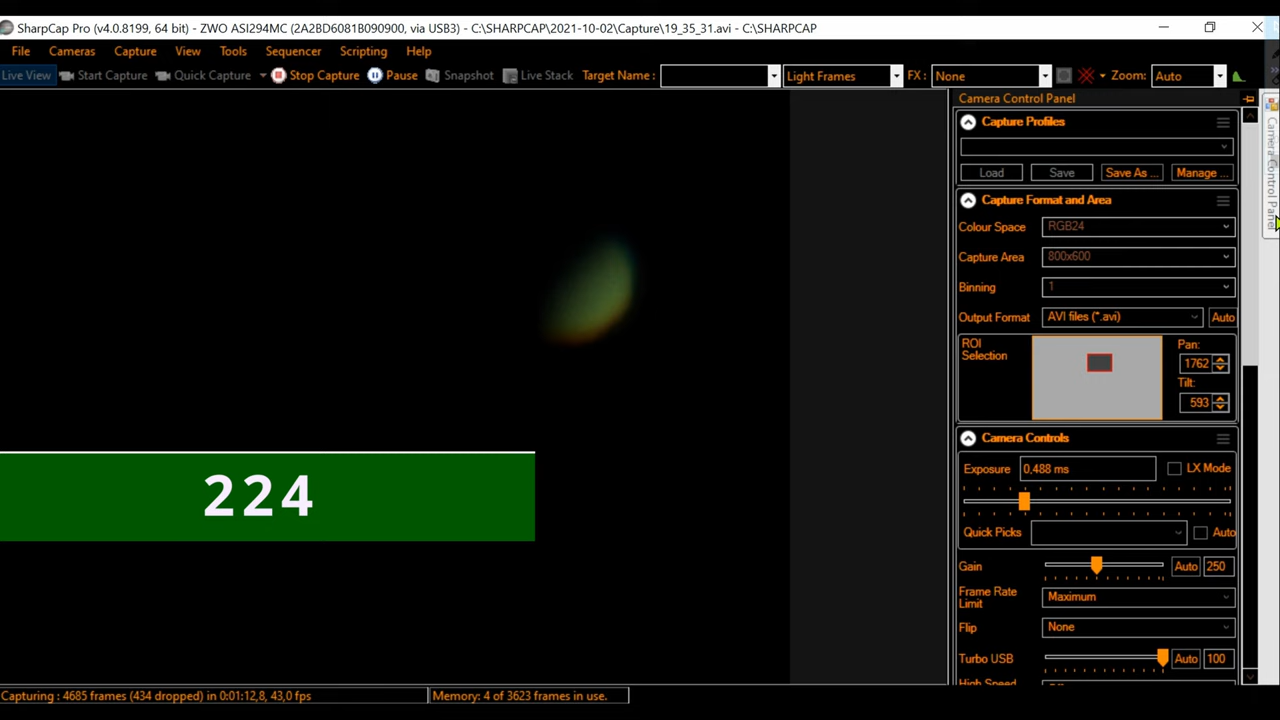 SharpCap Pro (v4.0.8199, 64 bit) - ZWO ASI294MC (2A2BD6081B090900, via USB3) - C:\SHARPCAP\2021-10-02\Capture\19_35_31.avi - C:\SHARPCAP
File Cameras Capture View Tools Sequencer Scripting Help
Live View Start Capture Quick Capture Stop Capture Pause Snapshot Live Stack Target Name : Light Frames FX : None Zoom: Auto
Camera Control Panel
Camera Control Panel
Capture Profiles
Load Save Save As ... Manage ...
Capture Format and Area
Colour Space RGB24
Capture Area 800x600
Binning 1
Output Format AVI files (*.avi) Auto
ROI Selection
Pan:
1762
Tilt:
593
Camera Controls
Exposure 0,488 ms LX Mode
Quick Picks Auto
Gain Auto 250
Frame Rate Limit Maximum
Flip None
Turbo USB Auto 100
High Speed
224
Capturing : 4685 frames (434 dropped) in 0:01:12,8, 43,0 fps Memory: 4 of 3623 frames in use.